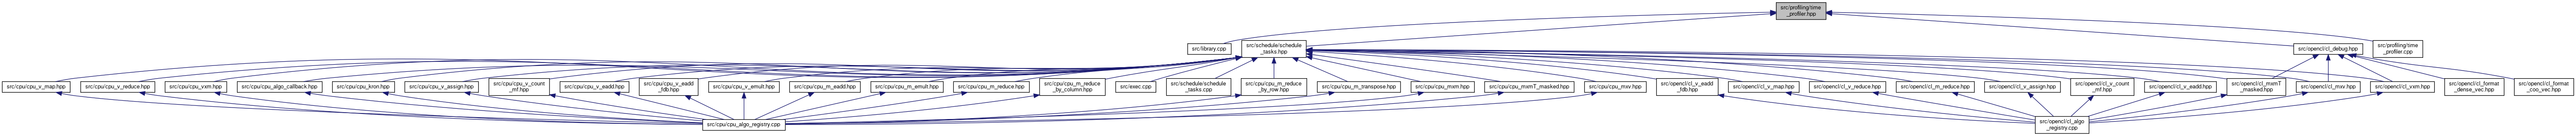 src/profiling/time
_profiler.hpp
src/library.cpp
src/schedule/schedule
_tasks.hpp
src/opencl/cl_debug.hpp
src/profiling/time
_profiler.cpp
src/cpu/cpu_v_map.hpp
src/cpu/cpu_v_reduce.hpp
src/cpu/cpu_vxm.hpp
src/cpu/cpu_algo_callback.hpp
src/cpu/cpu_kron.hpp
src/cpu/cpu_v_assign.hpp
src/cpu/cpu_v_count
_mf.hpp
src/cpu/cpu_v_eadd.hpp
src/cpu/cpu_v_eadd
_fdb.hpp
src/cpu/cpu_v_emult.hpp
src/cpu/cpu_m_eadd.hpp
src/cpu/cpu_m_emult.hpp
src/cpu/cpu_m_reduce.hpp
src/cpu/cpu_m_reduce
_by_column.hpp
src/exec.cpp
src/schedule/schedule
_tasks.cpp
src/cpu/cpu_m_reduce
_by_row.hpp
src/cpu/cpu_m_transpose.hpp
src/cpu/cpu_mxm.hpp
src/cpu/cpu_mxmT_masked.hpp
src/cpu/cpu_mxv.hpp
src/opencl/cl_v_eadd
_fdb.hpp
src/opencl/cl_v_map.hpp
src/opencl/cl_v_reduce.hpp
src/opencl/cl_m_reduce.hpp
src/opencl/cl_v_assign.hpp
src/opencl/cl_v_count
_mf.hpp
src/opencl/cl_v_eadd.hpp
src/opencl/cl_mxmT
_masked.hpp
src/opencl/cl_mxv.hpp
src/opencl/cl_vxm.hpp
src/opencl/cl_format
_dense_vec.hpp
src/opencl/cl_format
_coo_vec.hpp
src/cpu/cpu_algo_registry.cpp
src/opencl/cl_algo
_registry.cpp